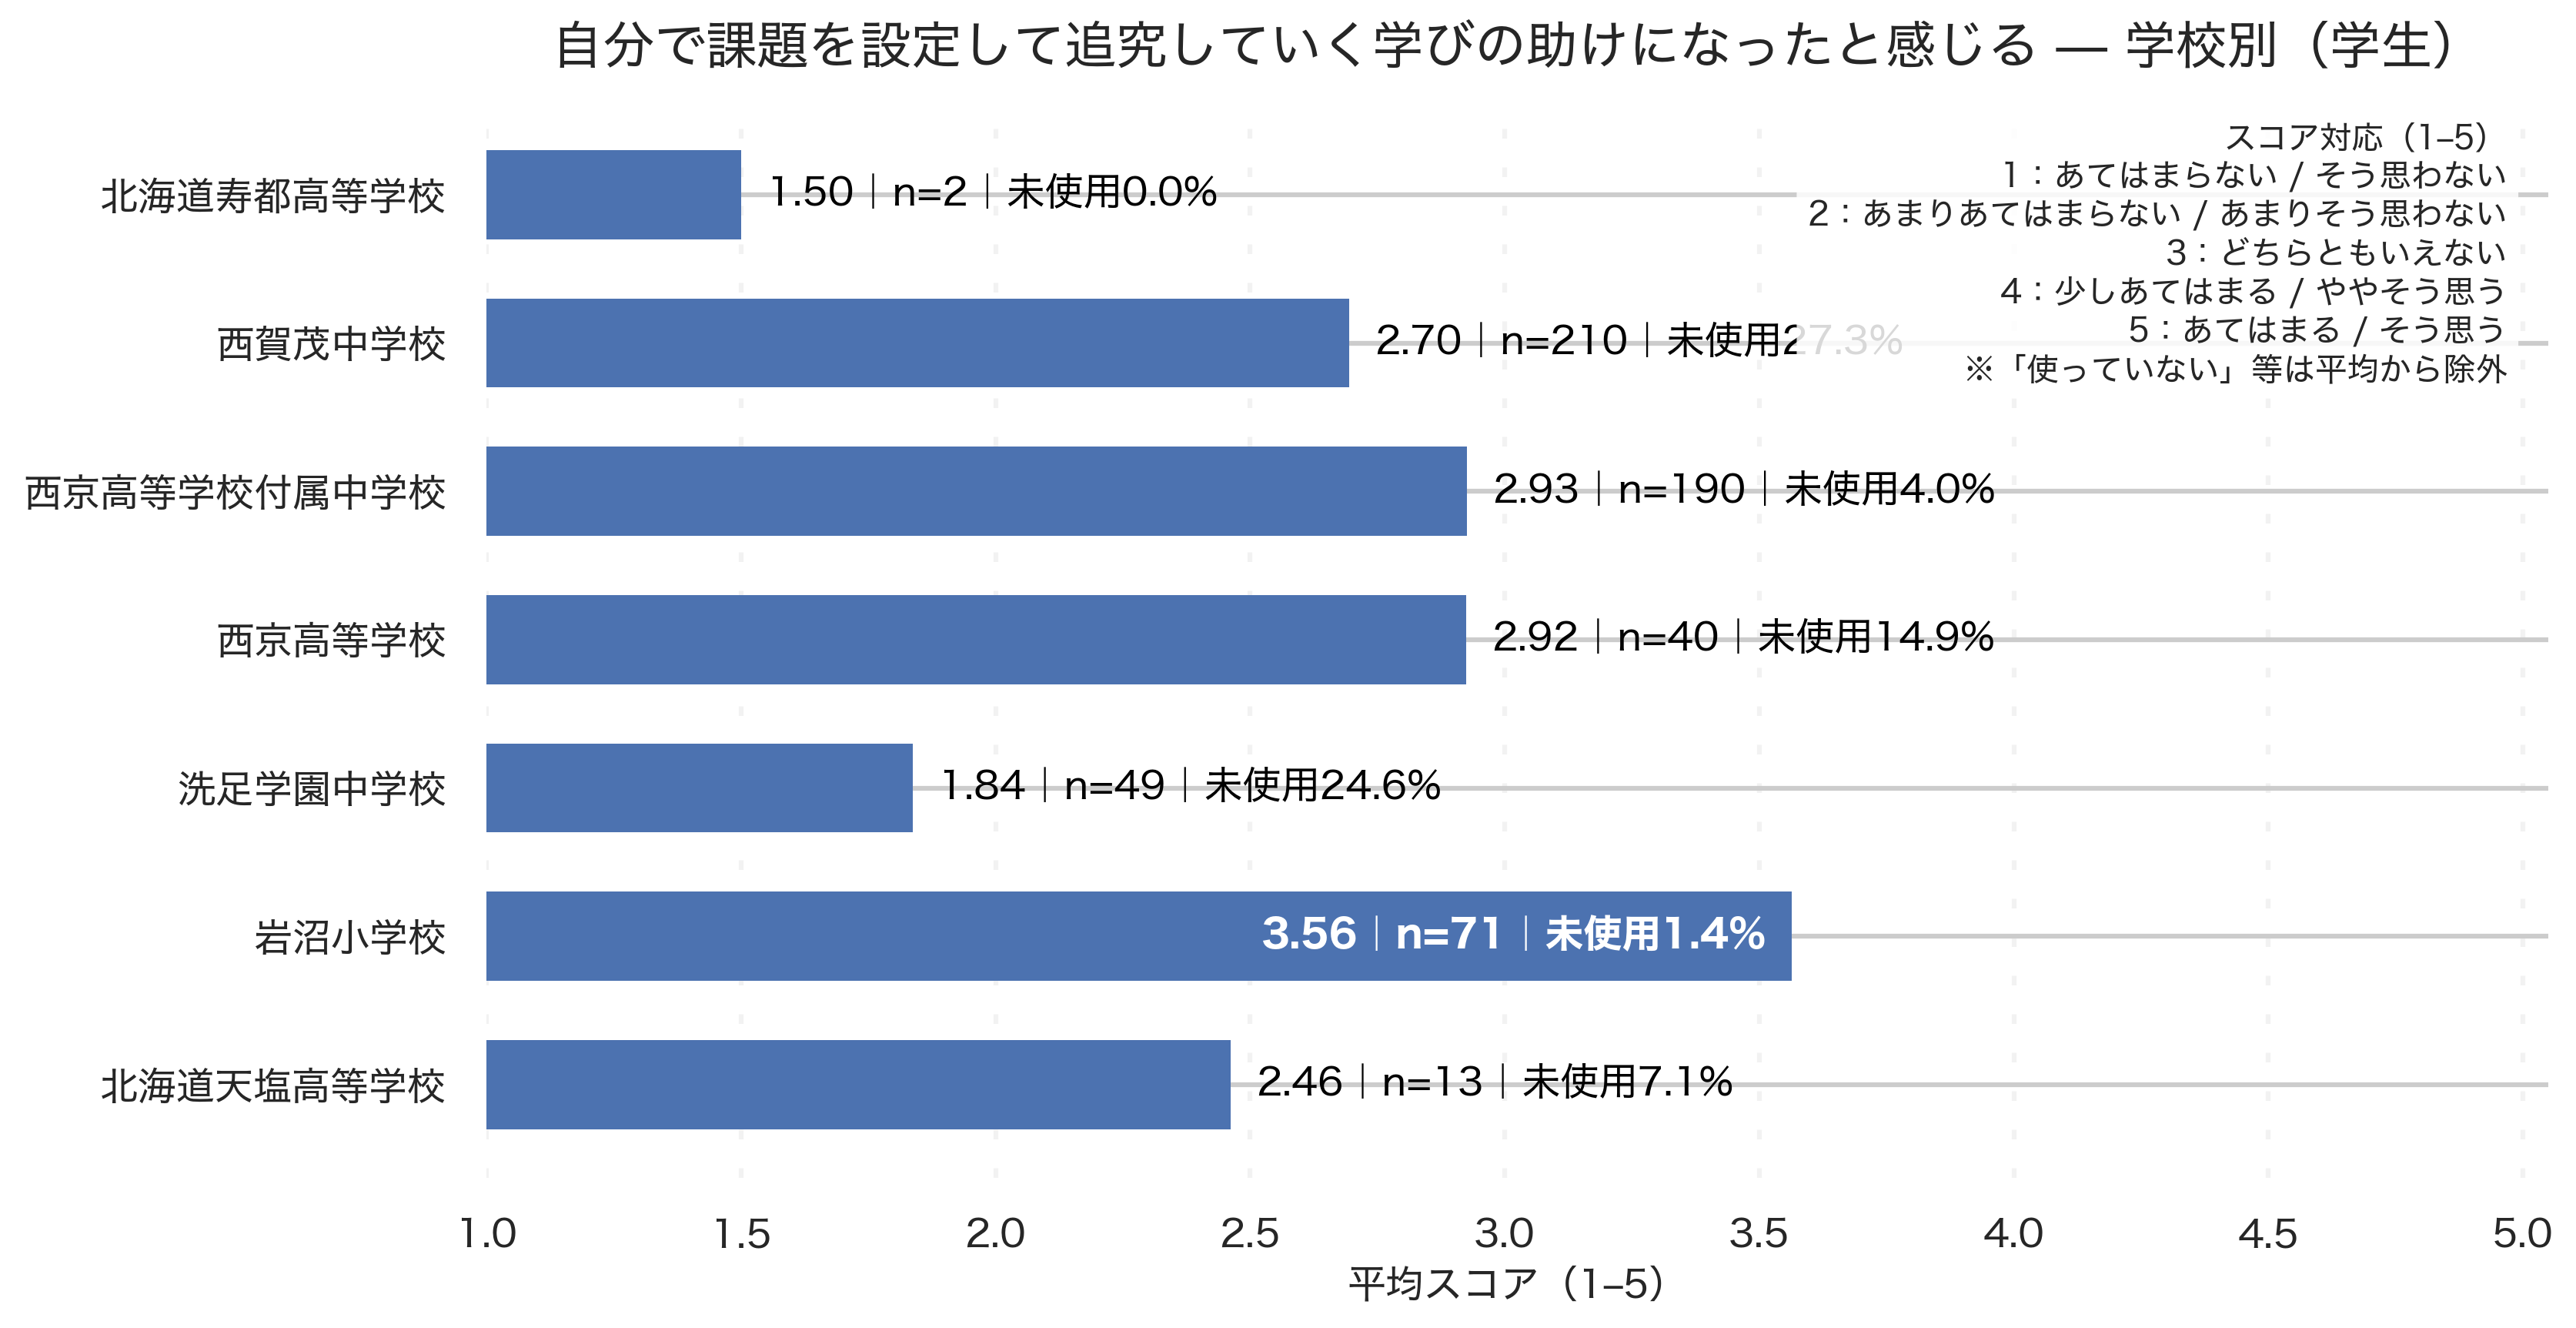 自分で課題を設定して追究していく学びの助けになったと感じる — 学校別（学生）
スコア対応（1–5）
1：あてはまらない / そう思わない
2：あまりあてはまらない / あまりそう思わない
3：どちらともいえない
4：少しあてはまる / ややそう思う
5：あてはまる / そう思う
※「使っていない」等は平均から除外
北海道寿都高等学校 1.50｜n=2｜未使用0.0%
西賀茂中学校 2.70｜n=210｜未使用27.3%
西京高等学校付属中学校 2.93｜n=190｜未使用4.0%
西京高等学校 2.92｜n=40｜未使用14.9%
洗足学園中学校 1.84｜n=49｜未使用24.6%
岩沼小学校 3.56｜n=71｜未使用1.4%
北海道天塩高等学校 2.46｜n=13｜未使用7.1%
1.0 1.5 2.0 2.5 3.0 3.5 4.0 4.5 5.0
平均スコア（1–5）